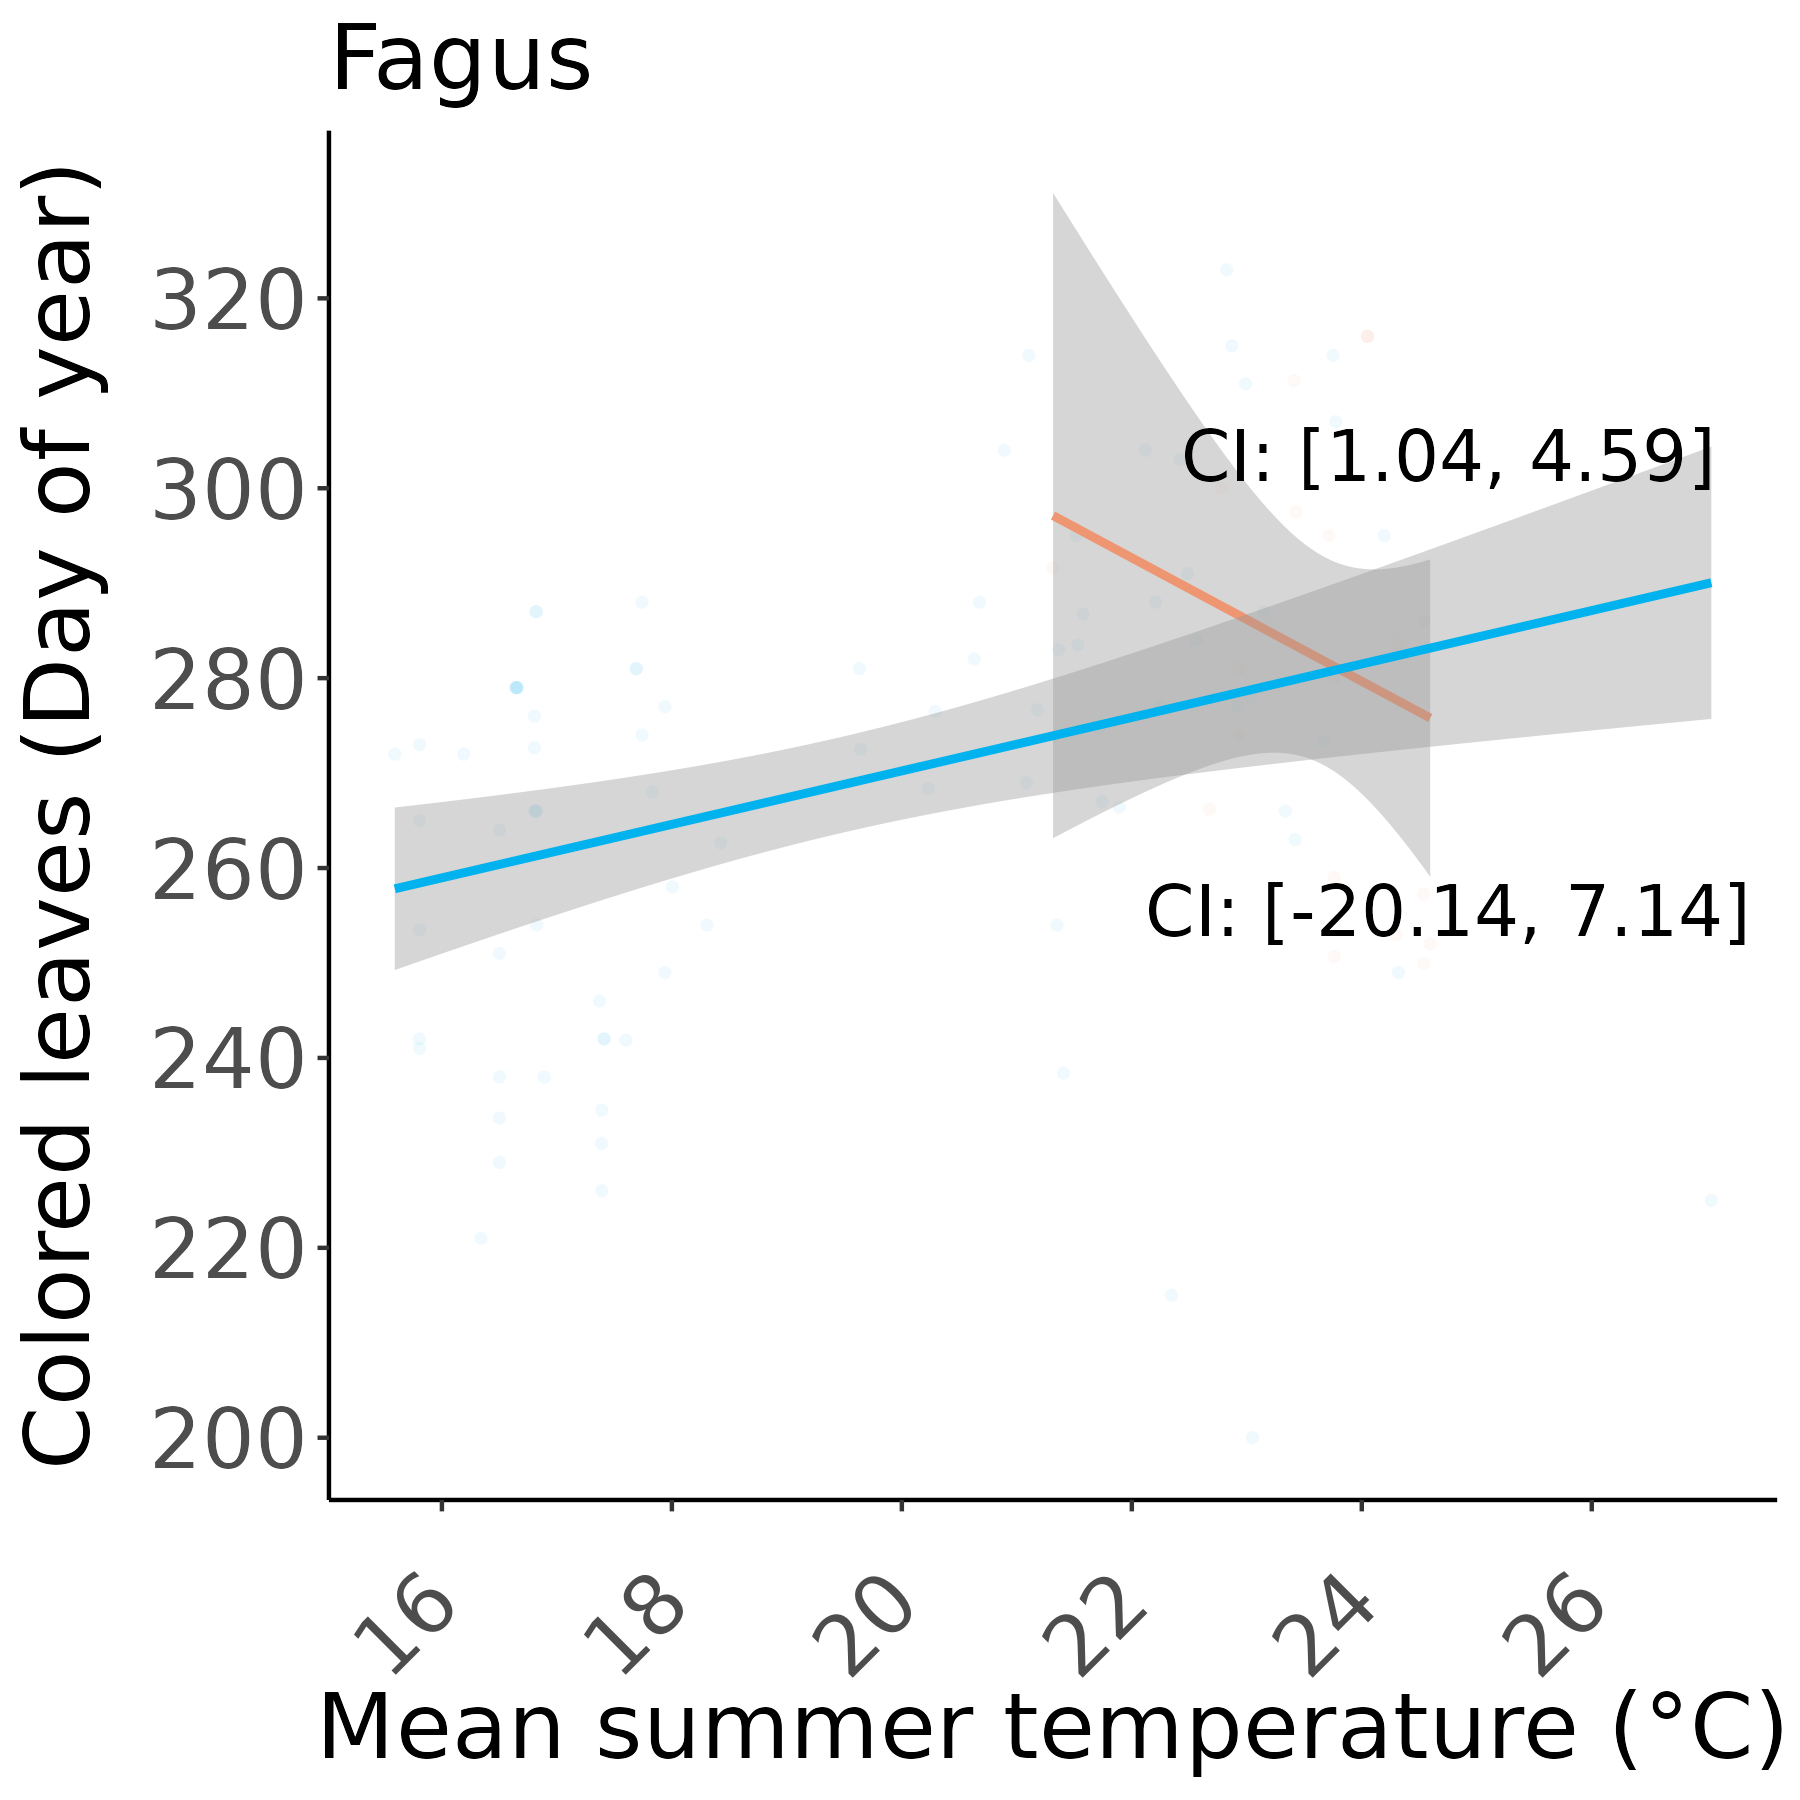 Fagus
Colored leaves (Day of year)
320
300
280
260
240
220
200
CI: [1.04, 4.59]
CI: [-20.14, 7.14]
16
18
20
22
24
26
Mean summer temperature (°C)